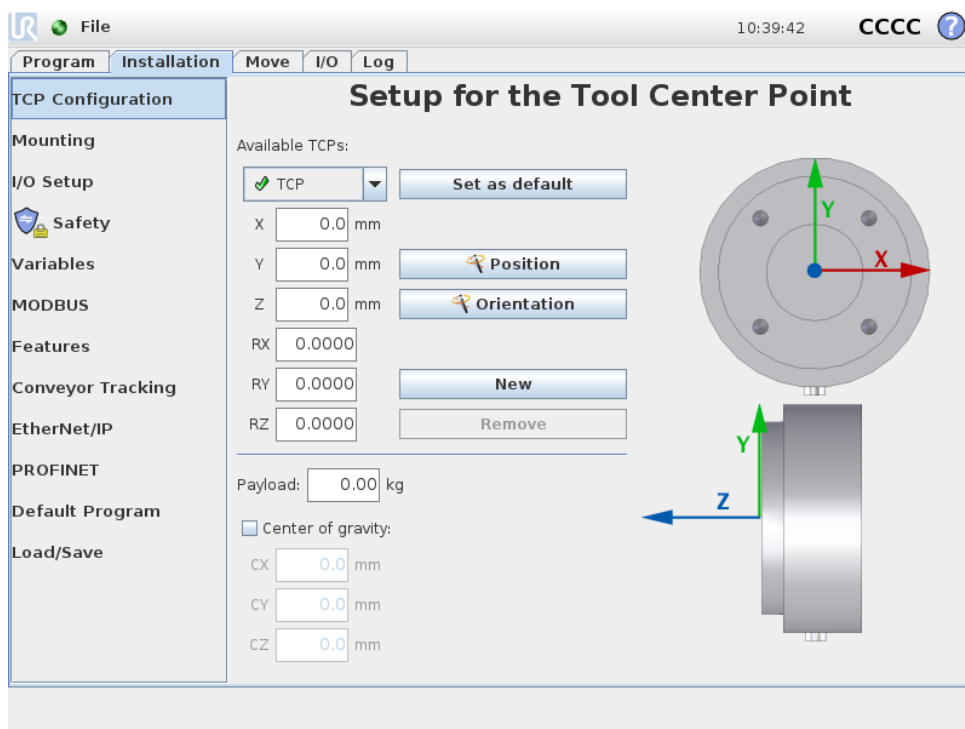 UR File 10:39:42 CCCC ?
Program Installation Move I/O Log
TCP Configuration
Mounting
I/O Setup
Safety
Variables
MODBUS
Features
Conveyor Tracking
EtherNet/IP
PROFINET
Default Program
Load/Save
Setup for the Tool Center Point
Available TCPs:
TCP Set as default
X 0.0 mm
Y 0.0 mm Position
Z 0.0 mm Orientation
RX 0.0000
RY 0.0000 New
RZ 0.0000 Remove
Payload: 0.00 kg
Center of gravity:
CX 0.0 mm
CY 0.0 mm
CZ 0.0 mm
Y
X
Y
Z